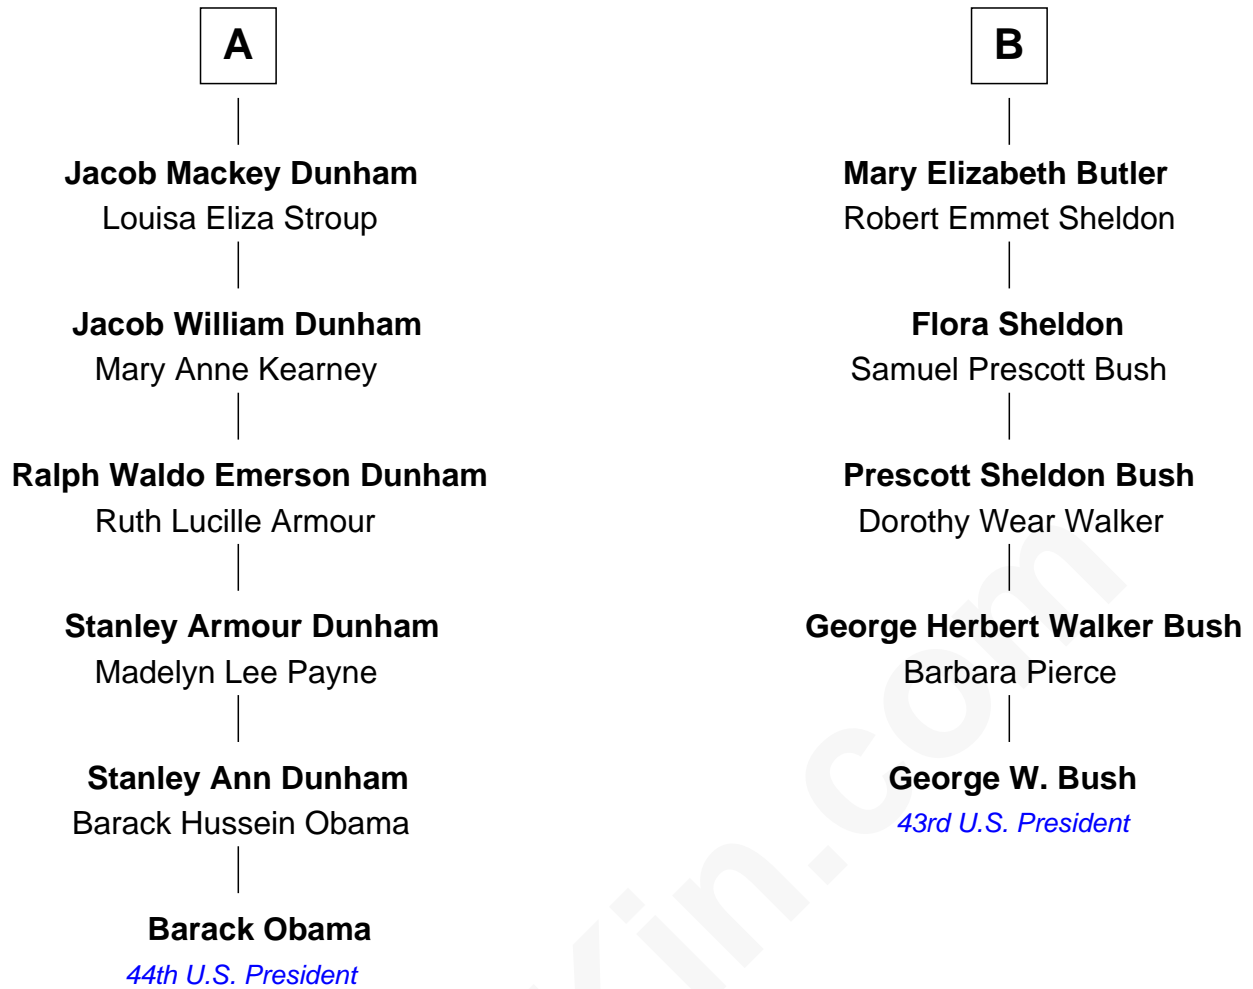 A
Jacob Mackey Dunham
Louisa Eliza Stroup
Jacob William Dunham
Mary Anne Kearney
Ralph Waldo Emerson Dunham
Ruth Lucille Armour
Stanley Armour Dunham
Madelyn Lee Payne
Stanley Ann Dunham
Barack Hussein Obama
Barack Obama
44th U.S. President
B
Mary Elizabeth Butler
Robert Emmet Sheldon
Flora Sheldon
Samuel Prescott Bush
Prescott Sheldon Bush
Dorothy Wear Walker
George Herbert Walker Bush
Barbara Pierce
George W. Bush
43rd U.S. President
Kin.com